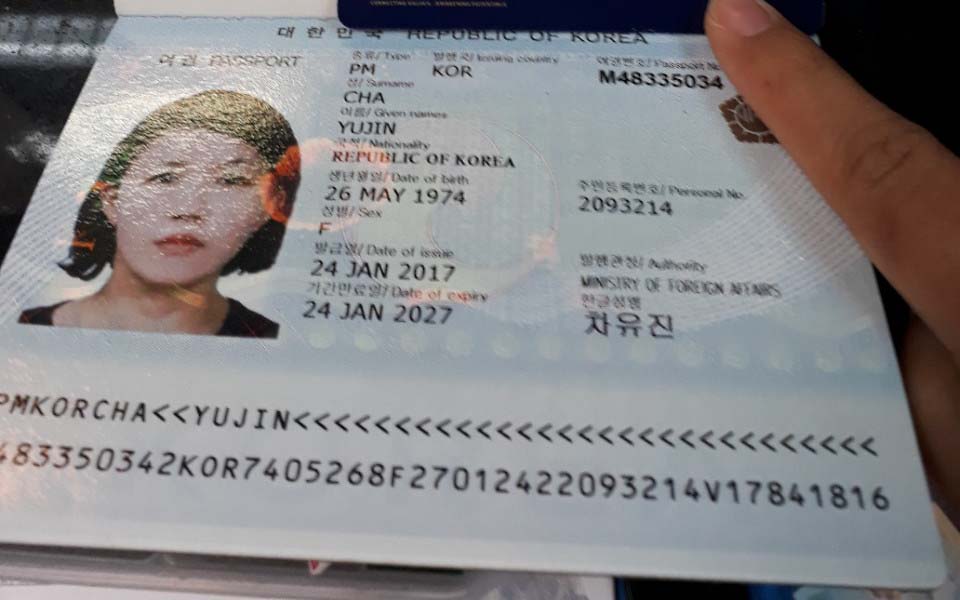 대 한 민 국 REPUBLIC OF KOREA
여권 PASSPORT
종류/ Type 발행국/ Issuing country 여권번호/ Passport No.
PM KOR M48335034
성/ Surname
CHA
이름/ Given names
YUJIN
국적/ Nationality
REPUBLIC OF KOREA
생년월일/ Date of birth 주민등록번호/ Personal No.
26 MAY 1974 2093214
성별/ Sex
F
발급일/ Date of issue 발행관청/ Authority
24 JAN 2017 MINISTRY OF FOREIGN AFFAIRS
기간만료일/ Date of expiry 한글성명
24 JAN 2027 차유진
PMKORCHA<<YUJIN<<<<<<<<<<<<<<<<<<<<<<<<<<<<<
483350342KOR7405268F27012422093214V17841816